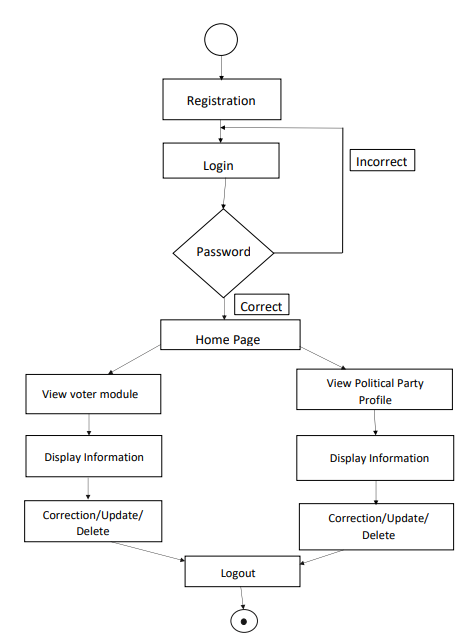 Registration
Login
Incorrect
Password
Correct
Home Page
View voter module
View Political Party
Profile
Display Information
Display Information
Correction/Update/
Delete
Correction/Update/
Delete
Logout